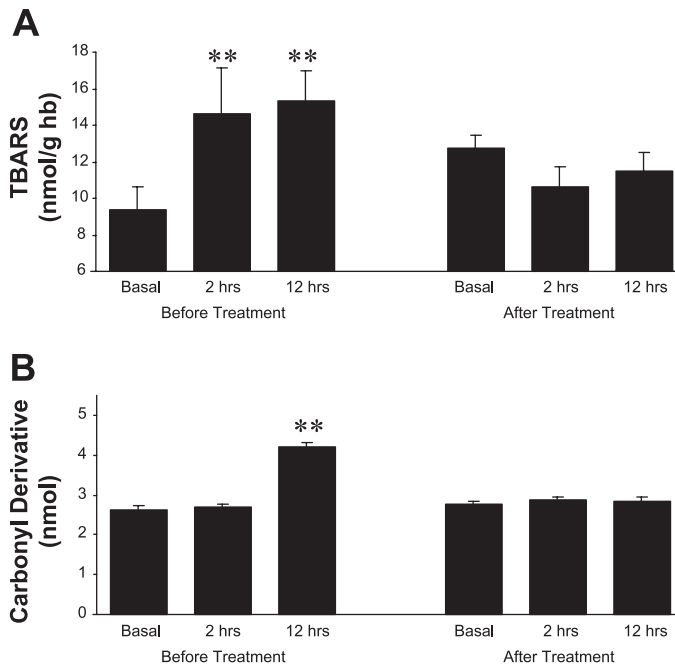 A
TBARS
(nmol/g hb)
18
16
14
12
10
8
6
** **
Basal 2 hrs 12 hrs Basal 2 hrs 12 hrs
Before Treatment After Treatment
B
Carbonyl Derivative
(nmol)
5
4
3
2
1
0
**
Basal 2 hrs 12 hrs Basal 2 hrs 12 hrs
Before Treatment After Treatment